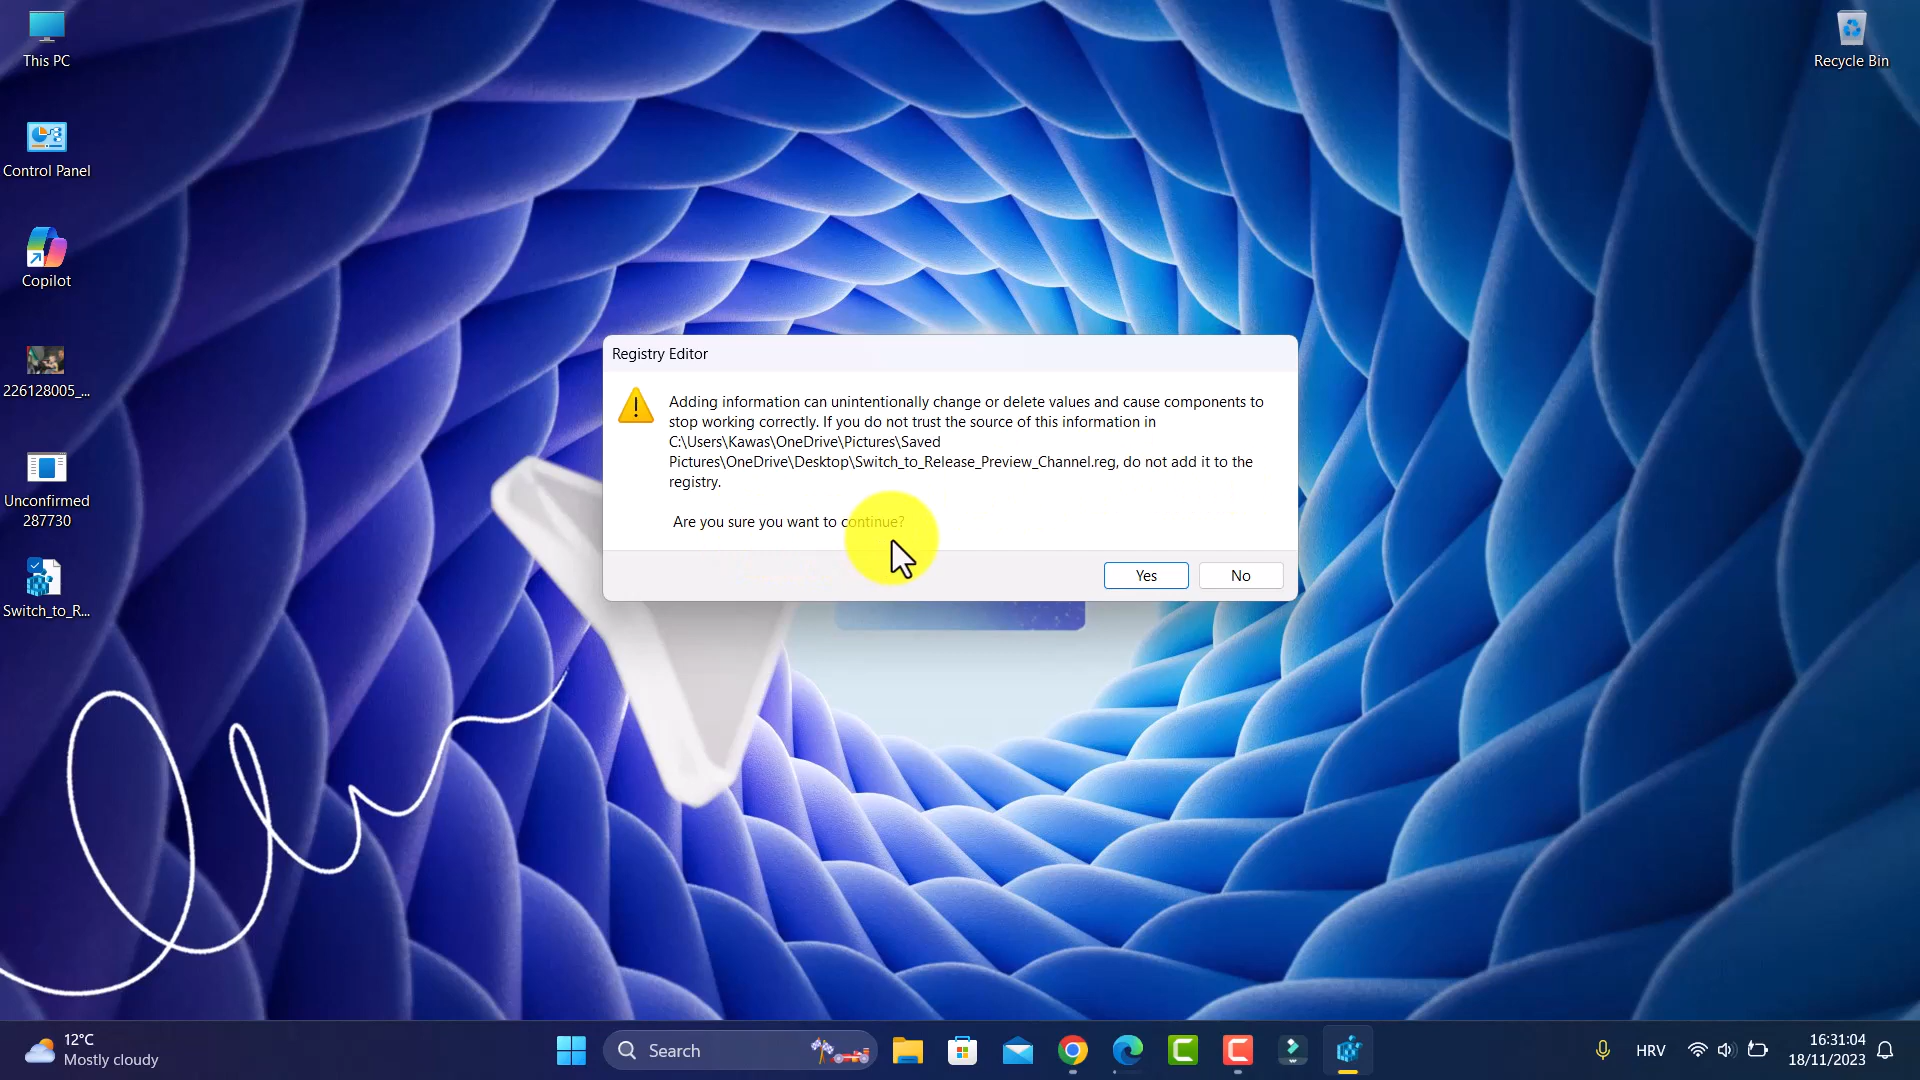 This PC
Recycle Bin
Control Panel
Copilot
226128005_...
Unconfirmed
287730
Switch_to_R...
Registry Editor
Adding information can unintentionally change or delete values and cause components to
stop working correctly. If you do not trust the source of this information in
C:\Users\Kawas\OneDrive\Pictures\Saved
Pictures\OneDrive\Desktop\Switch_to_Release_Preview_Channel.reg, do not add it to the
registry.
Are you sure you want to continue?
Yes
No
12°C
Mostly cloudy
Search
HRV
16:31:04
18/11/2023